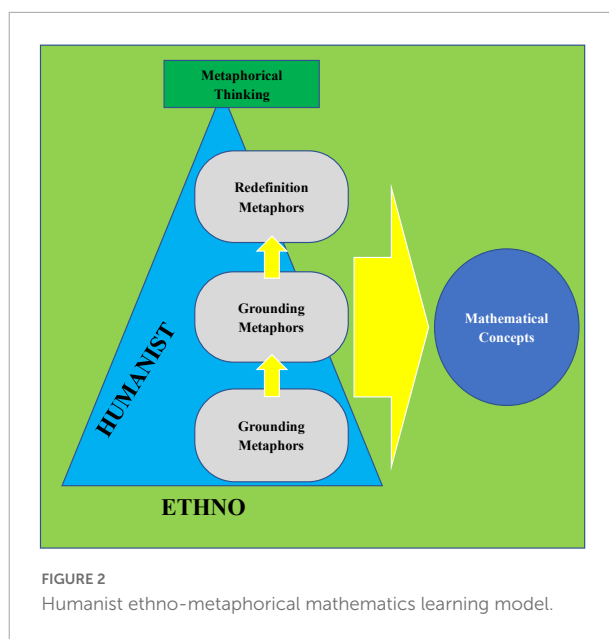 Metaphorical
Thinking
Redefinition
Metaphors
Grounding
Metaphors
Mathematical
Concepts
HUMANIST
Grounding
Metaphors
ETHNO
FIGURE 2
Humanist ethno-metaphorical mathematics learning model.